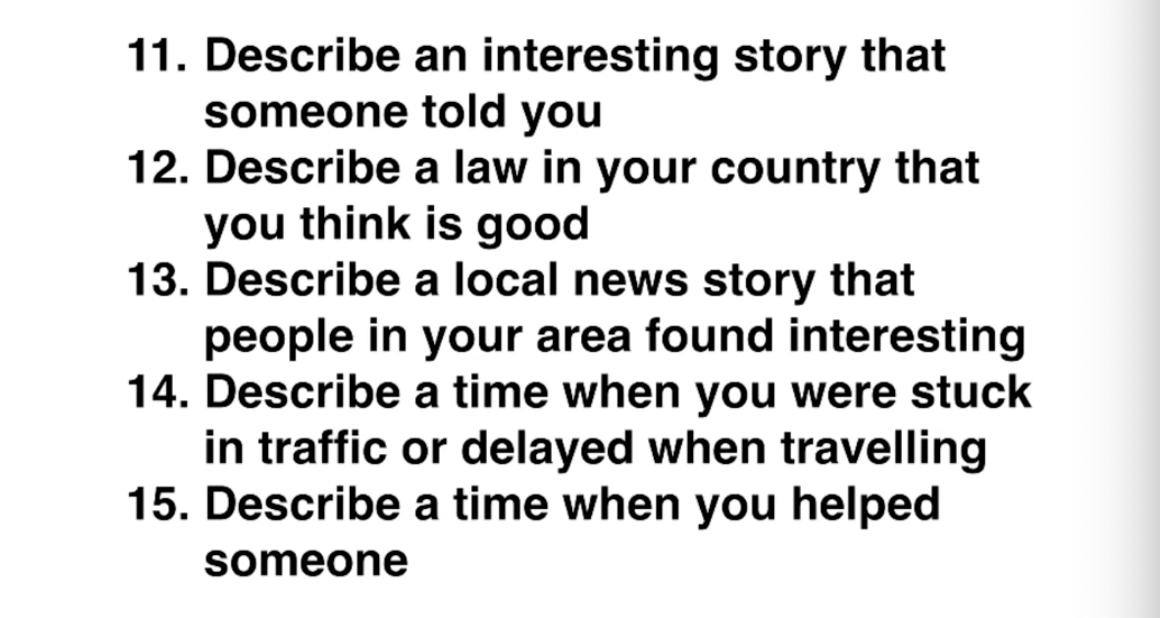 11. Describe an interesting story that
someone told you
12. Describe a law in your country that
you think is good
13. Describe a local news story that
people in your area found interesting
14. Describe a time when you were stuck
in traffic or delayed when travelling
15. Describe a time when you helped
someone